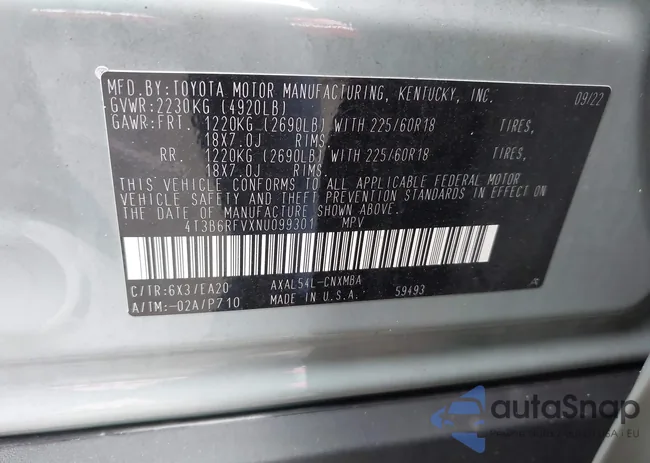 MFD.BY:TOYOTA MOTOR MANUFACTURING, KENTUCKY, INC. 09/22
GVWR:2230KG (4920LB)
GAWR:FRT. 1220KG (2690LB) WITH 225/60R18 TIRES,
18X7.0J RIMS
RR. 1220KG (2690LB) WITH 225/60R18 TIRES,
18X7.0J RIMS
THIS VEHICLE CONFORMS TO ALL APPLICABLE FEDERAL MOTOR
VEHICLE SAFETY AND THEFT PREVENTION STANDARDS IN EFFECT ON
THE DATE OF MANUFACTURE SHOWN ABOVE.
4T3B6RFVXNU099301 MPV
C/TR:6X3/EA20 AXAL54L-CNXMBA
A/TM:-02A/P710 MADE IN U.S.A. 59493
autaSnap